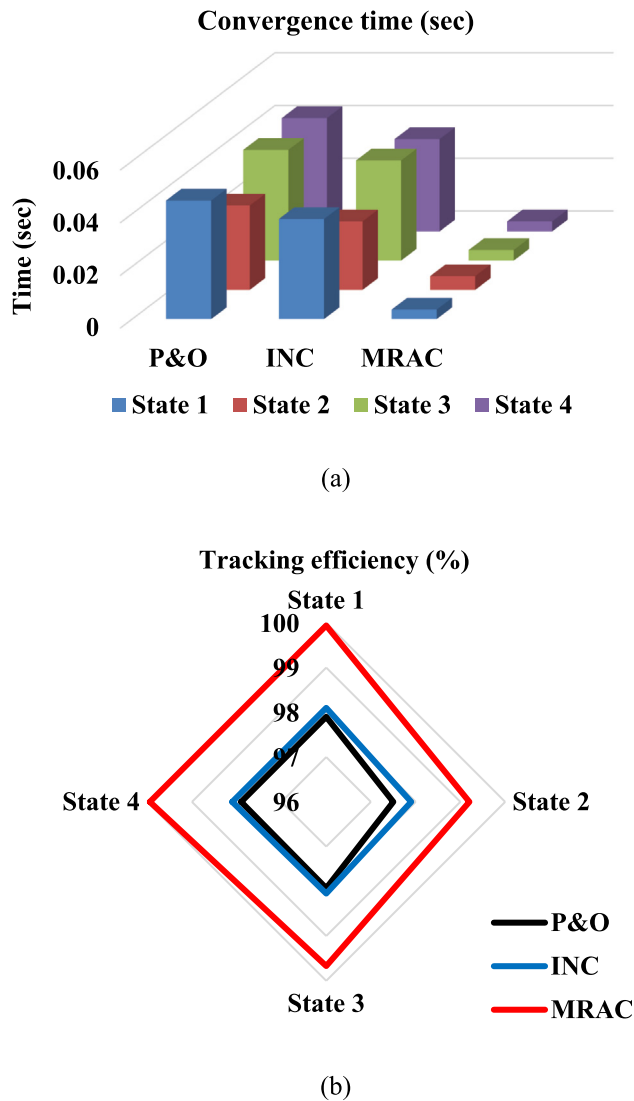 Convergence time (sec)
Time (sec)
0.06
0.04
0.02
0
P&O INC MRAC
State 1 State 2 State 3 State 4
(a)
Tracking efficiency (%)
State 1
100
99
98
97
State 4 96 State 2
State 3
P&O
INC
MRAC
(b)